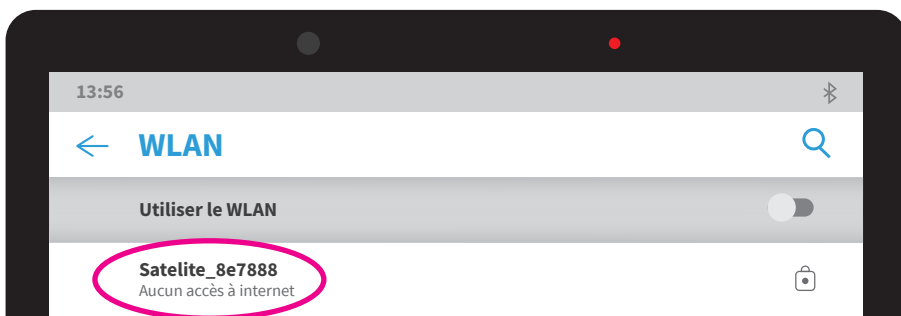 13:56
WLAN
Utiliser le WLAN
Satelite_8e7888
Aucun accès à internet